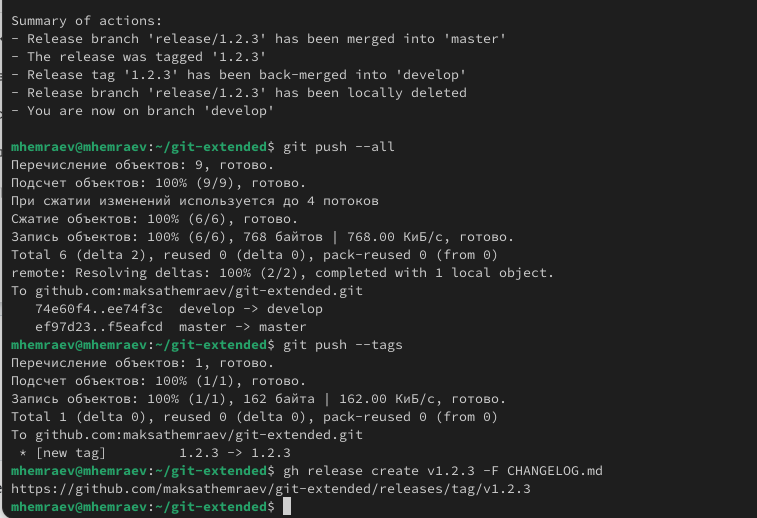 Summary of actions:
- Release branch 'release/1.2.3' has been merged into 'master'
- The release was tagged '1.2.3'
- Release tag '1.2.3' has been back-merged into 'develop'
- Release branch 'release/1.2.3' has been locally deleted
- You are now on branch 'develop'
mhemraev@mhemraev:~/git-extended$ git push --all
Перечисление объектов: 9, готово.
Подсчет объектов: 100% (9/9), готово.
При сжатии изменений используется до 4 потоков
Сжатие объектов: 100% (6/6), готово.
Запись объектов: 100% (6/6), 768 байтов | 768.00 КиБ/с, готово.
Total 6 (delta 2), reused 0 (delta 0), pack-reused 0 (from 0)
remote: Resolving deltas: 100% (2/2), completed with 1 local object.
To github.com:maksathemraev/git-extended.git
   74e60f4..ee74f3c  develop -> develop
   ef97d23..f5eafcd  master -> master
mhemraev@mhemraev:~/git-extended$ git push --tags
Перечисление объектов: 1, готово.
Подсчет объектов: 100% (1/1), готово.
Запись объектов: 100% (1/1), 162 байта | 162.00 КиБ/с, готово.
Total 1 (delta 0), reused 0 (delta 0), pack-reused 0 (from 0)
To github.com:maksathemraev/git-extended.git
 * [new tag]         1.2.3 -> 1.2.3
mhemraev@mhemraev:~/git-extended$ gh release create v1.2.3 -F CHANGELOG.md
https://github.com/maksathemraev/git-extended/releases/tag/v1.2.3
mhemraev@mhemraev:~/git-extended$